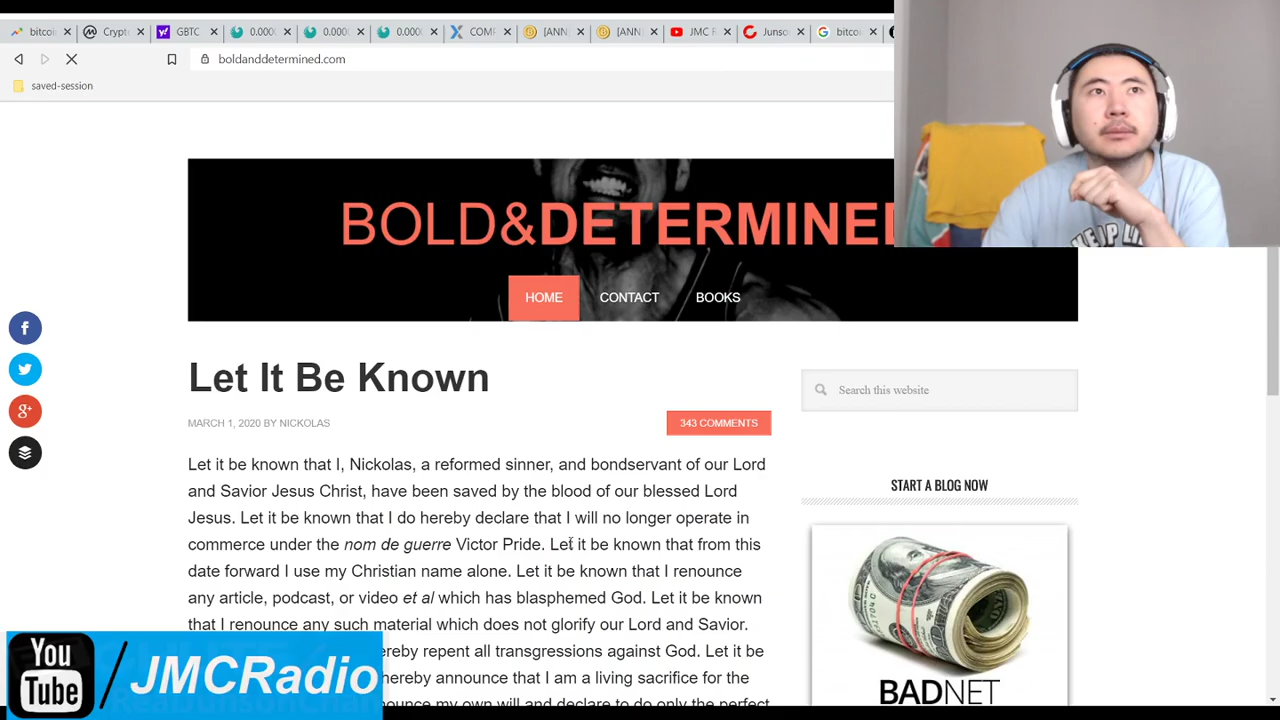 bitcoi
Crypt
GBTC
0.000
0.000
0.000
COMP
[ANN
[ANN
JMC R
Junso
bitco
boldanddetermined.com
saved-session
BOLD&DETERMINED
HOME
CONTACT
BOOKS
Let It Be Known
MARCH 1, 2020 BY NICKOLAS
343 COMMENTS
Search this website
Let it be known that I, Nickolas, a reformed sinner, and bondservant of our Lord
and Savior Jesus Christ, have been saved by the blood of our blessed Lord
Jesus. Let it be known that I do hereby declare that I will no longer operate in
commerce under the nom de guerre Victor Pride. Let it be known that from this
date forward I use my Christian name alone. Let it be known that I renounce
any article, podcast, or video et al which has blasphemed God. Let it be known
that I renounce any such material which does not glorify our Lord and Savior.
ereby repent all transgressions against God. Let it be
hereby announce that I am a living sacrifice for the
ounce my own will and declare to do only the perfect
START A BLOG NOW
BADNET
You
Tube
/ JMCRadio